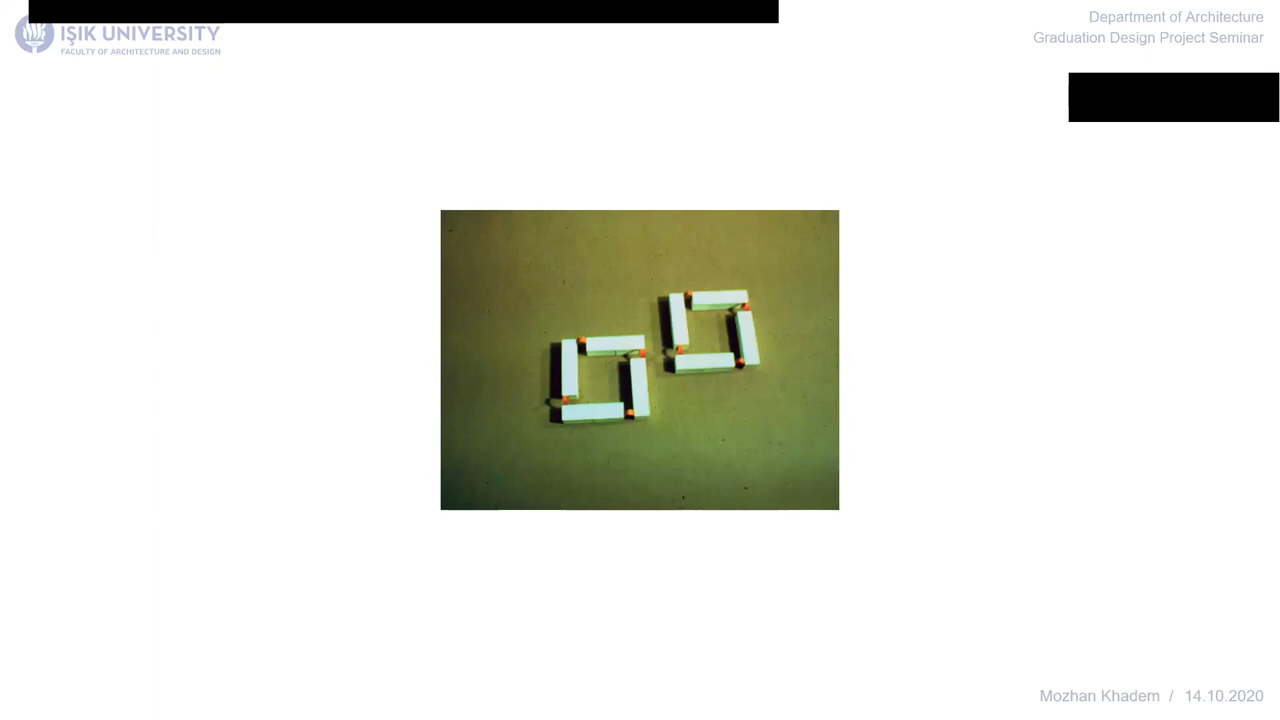 IŞIK UNIVERSITY
FACULTY OF ARCHITECTURE AND DESIGN
Department of Architecture
Graduation Design Project Seminar
Mozhan Khadem / 14.10.2020